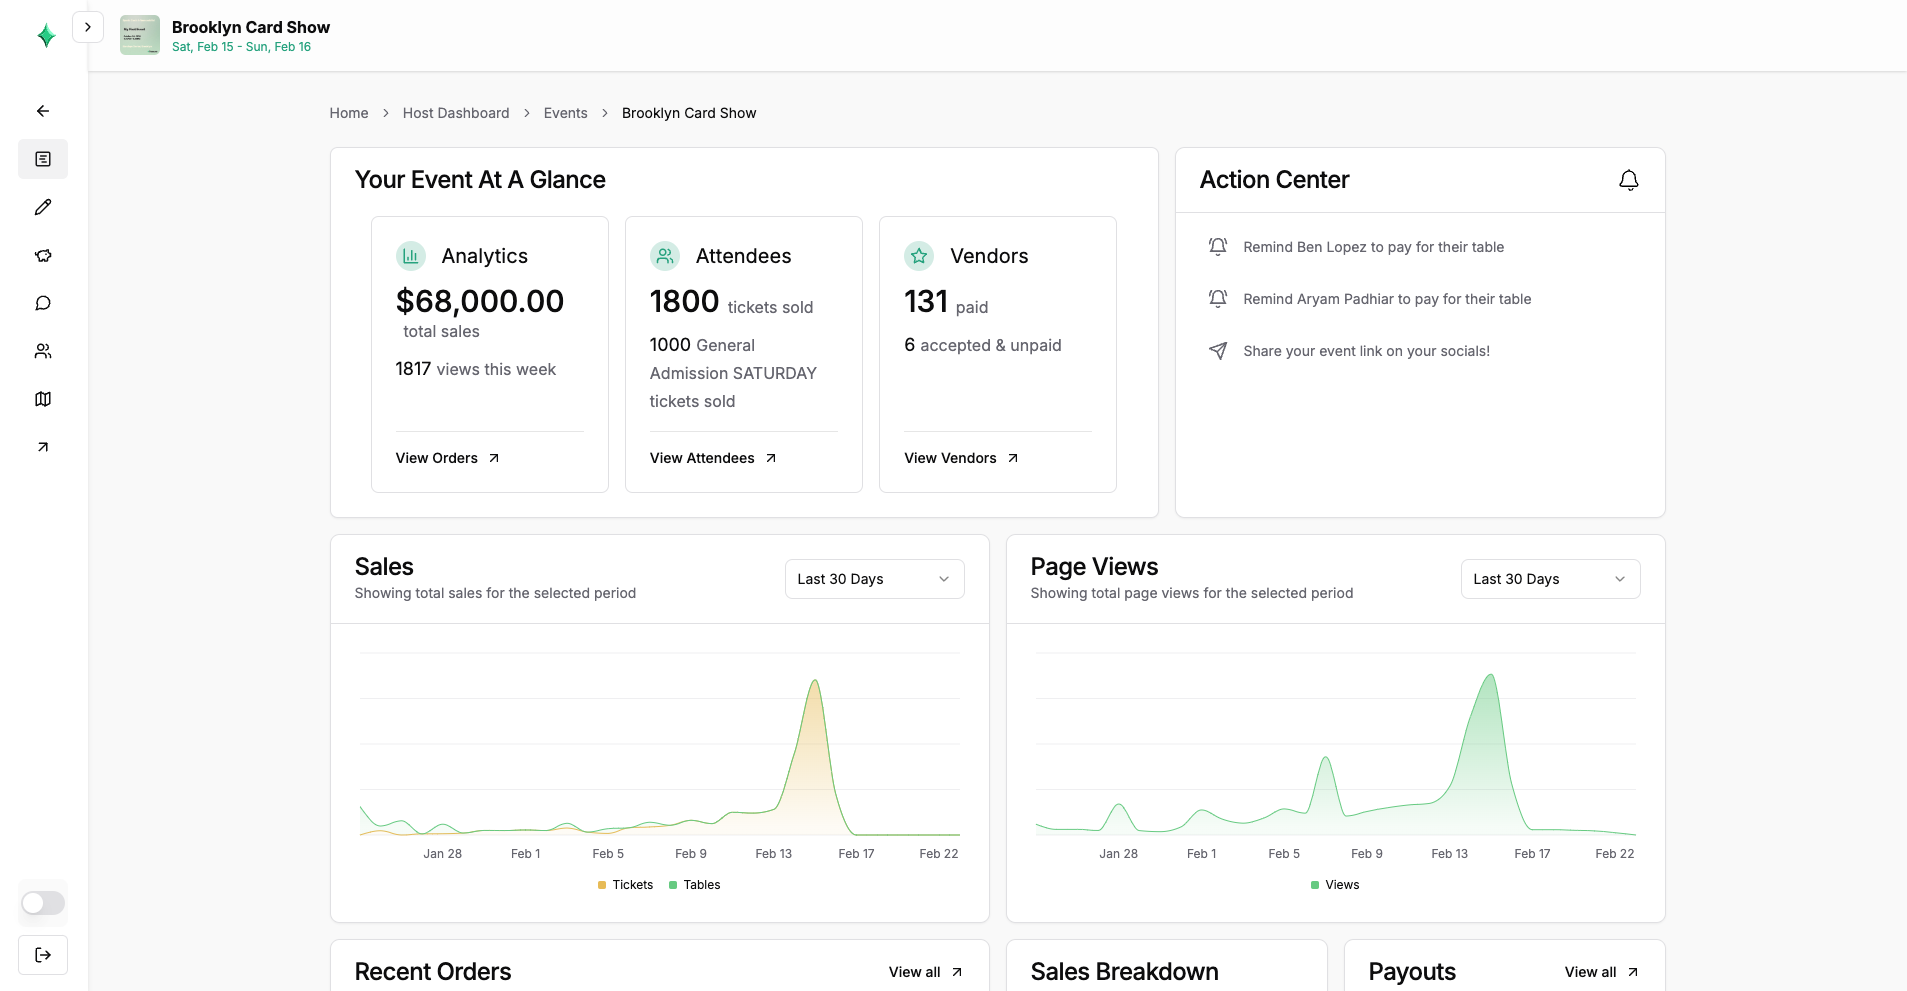 Brooklyn Card Show
Sat, Feb 15 - Sun, Feb 16
Home > Host Dashboard > Events > Brooklyn Card Show
Your Event At A Glance
Analytics
$68,000.00
total sales
1817 views this week
View Orders
Attendees
1800 tickets sold
1000 General
Admission SATURDAY
tickets sold
View Attendees
Vendors
131 paid
6 accepted & unpaid
View Vendors
Action Center
Remind Ben Lopez to pay for their table
Remind Aryam Padhiar to pay for their table
Share your event link on your socials!
Sales
Showing total sales for the selected period
Last 30 Days
Jan 28 Feb 1 Feb 5 Feb 9 Feb 13 Feb 17 Feb 22
Tickets Tables
Page Views
Showing total page views for the selected period
Last 30 Days
Jan 28 Feb 1 Feb 5 Feb 9 Feb 13 Feb 17 Feb 22
Views
Recent Orders
View all
Sales Breakdown
Payouts
View all